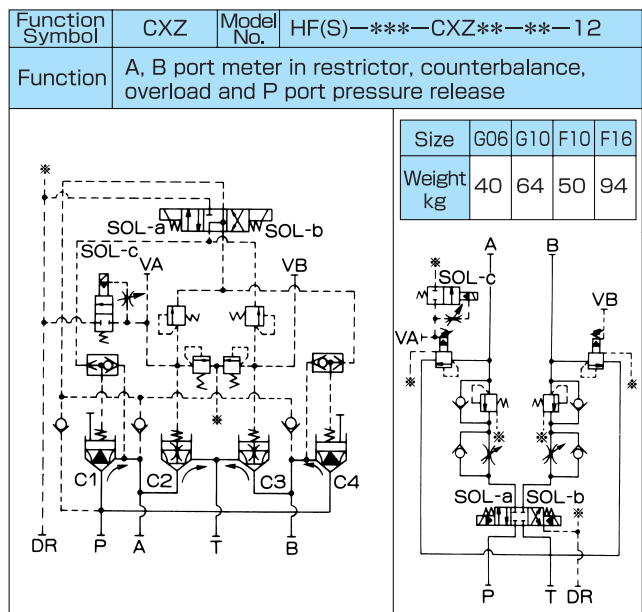 Function Symbol CXZ Model No. HF(S)—***—CXZ**—**—12
Function A, B port meter in restrictor, counterbalance, overload and P port pressure release
Size G06 G10 F10 F16
Weight kg 40 64 50 94
※
SOL-a SOL-b
SOL-c
VA VB
※
C1 C2 C3 C4
DR P A T B
A B
※
SOL-c
VB
VA
※ ※
※ ※
SOL-a SOL-b
※
P T DR